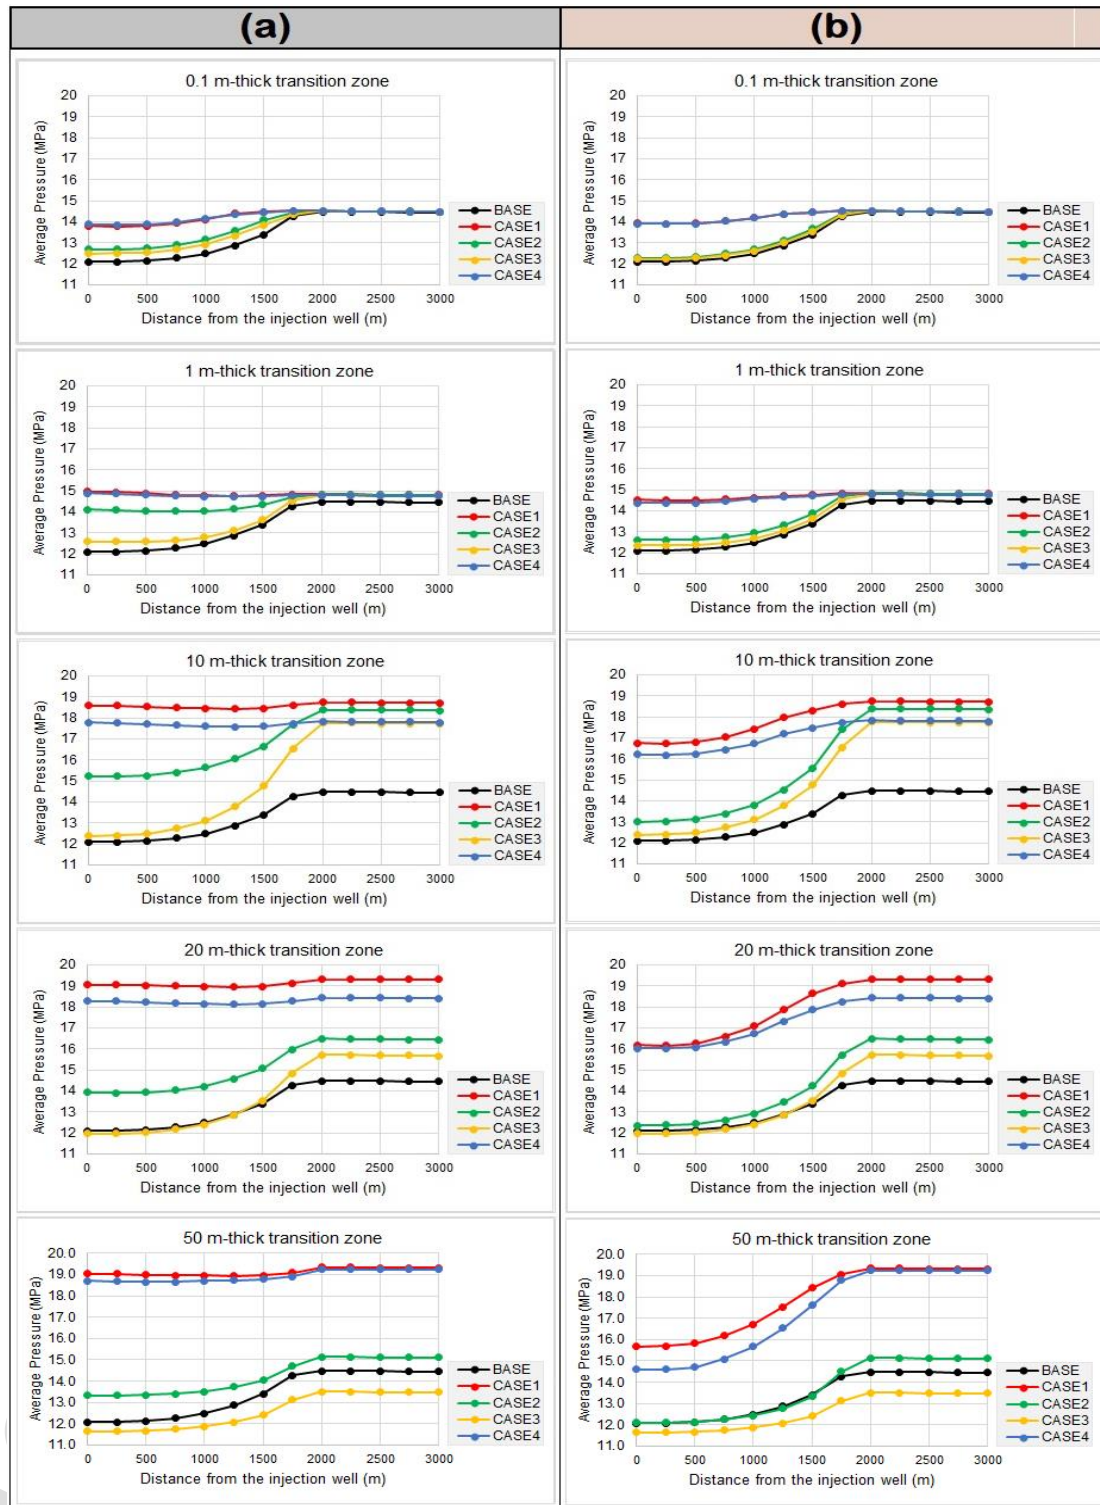 (a)
(b)
0.1 m-thick transition zone
Average Pressure (MPa)
20
19
18
17
16
15
14
13
12
11
0 500 1000 1500 2000 2500 3000
Distance from the injection well (m)
BASE
CASE1
CASE2
CASE3
CASE4
0.1 m-thick transition zone
Average Pressure (MPa)
20
19
18
17
16
15
14
13
12
11
0 500 1000 1500 2000 2500 3000
Distance from the injection well (m)
BASE
CASE1
CASE2
CASE3
CASE4
1 m-thick transition zone
Average Pressure (MPa)
20
19
18
17
16
15
14
13
12
11
0 500 1000 1500 2000 2500 3000
Distance from the injection well (m)
BASE
CASE1
CASE2
CASE3
CASE4
1 m-thick transition zone
Average Pressure (MPa)
20
19
18
17
16
15
14
13
12
11
0 500 1000 1500 2000 2500 3000
Distance from the injection well (m)
BASE
CASE1
CASE2
CASE3
CASE4
10 m-thick transition zone
Average Pressure (MPa)
20
19
18
17
16
15
14
13
12
11
0 500 1000 1500 2000 2500 3000
Distance from the injection well (m)
BASE
CASE1
CASE2
CASE3
CASE4
10 m-thick transition zone
Average Pressure (MPa)
20
19
18
17
16
15
14
13
12
11
0 500 1000 1500 2000 2500 3000
Distance from the injection well (m)
BASE
CASE1
CASE2
CASE3
CASE4
20 m-thick transition zone
Average Pressure (MPa)
20
19
18
17
16
15
14
13
12
11
0 500 1000 1500 2000 2500 3000
Distance from the injection well (m)
BASE
CASE1
CASE2
CASE3
CASE4
20 m-thick transition zone
Average Pressure (MPa)
20
19
18
17
16
15
14
13
12
11
0 500 1000 1500 2000 2500 3000
Distance from the injection well (m)
BASE
CASE1
CASE2
CASE3
CASE4
50 m-thick transition zone
Average Pressure (MPa)
20.0
19.0
18.0
17.0
16.0
15.0
14.0
13.0
12.0
11.0
0 500 1000 1500 2000 2500 3000
Distance from the injection well (m)
BASE
CASE1
CASE2
CASE3
CASE4
50 m-thick transition zone
Average Pressure (MPa)
20.0
19.0
18.0
17.0
16.0
15.0
14.0
13.0
12.0
11.0
0 500 1000 1500 2000 2500 3000
Distance from the injection well (m)
BASE
CASE1
CASE2
CASE3
CASE4